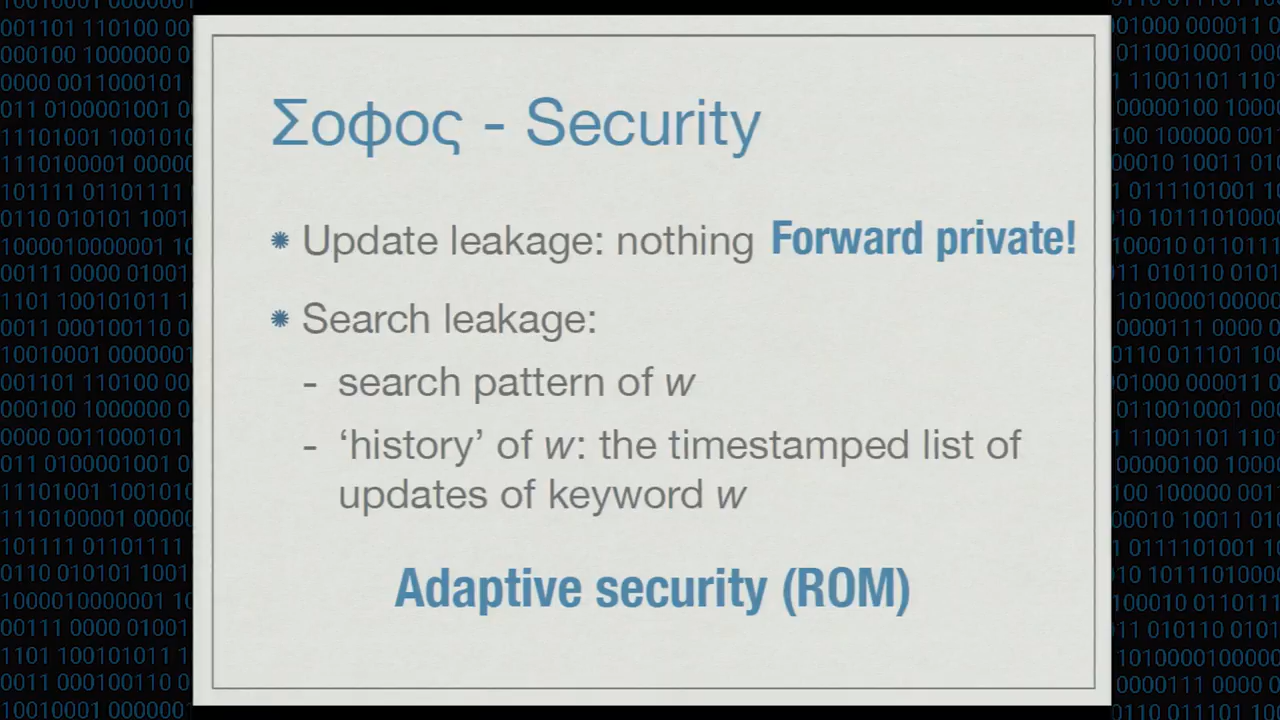 Σοφος - Security
Update leakage: nothing Forward private!
Search leakage:
- search pattern of w
- ‘history’ of w: the timestamped list of
updates of keyword w
Adaptive security (ROM)